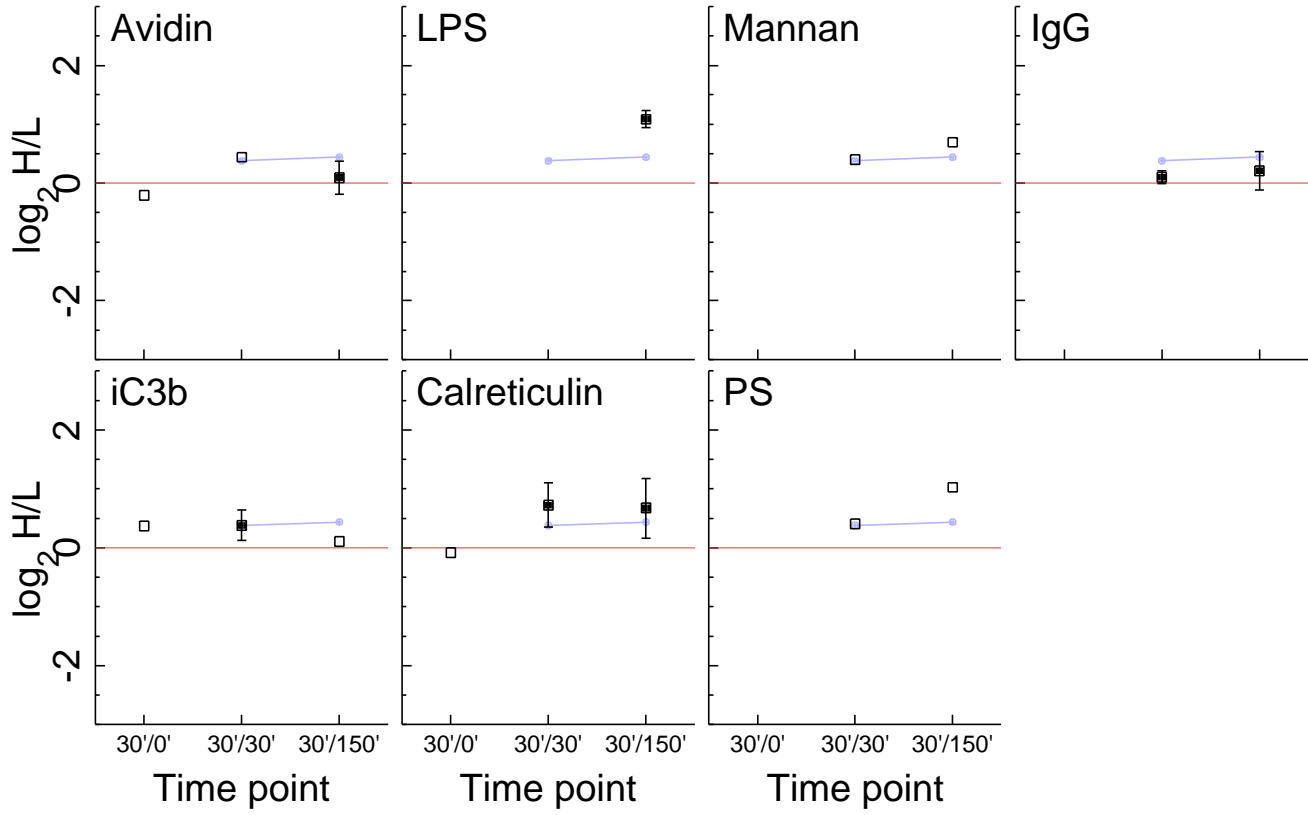 Avidin LPS Mannan IgG
log2 H/L
2
0
-2
iC3b Calreticulin PS
log2 H/L
2
0
-2
30'/0' 30'/30' 30'/150' 30'/0' 30'/30' 30'/150' 30'/0' 30'/30' 30'/150'
Time point Time point Time point